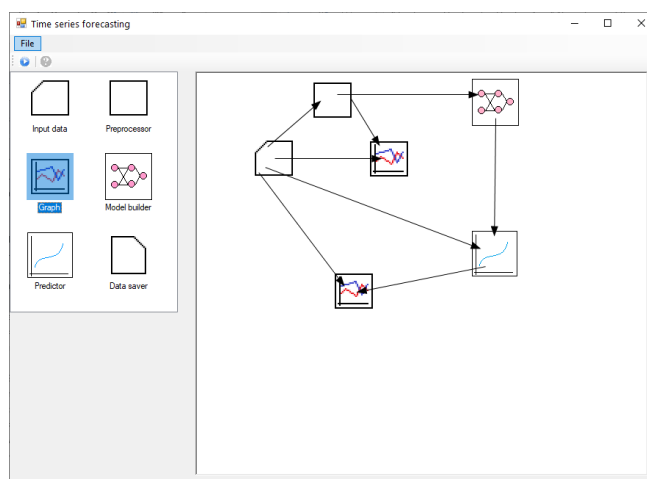 Time series forecasting
File
Input data
Preprocessor
Graph
Model builder
Predictor
Data saver